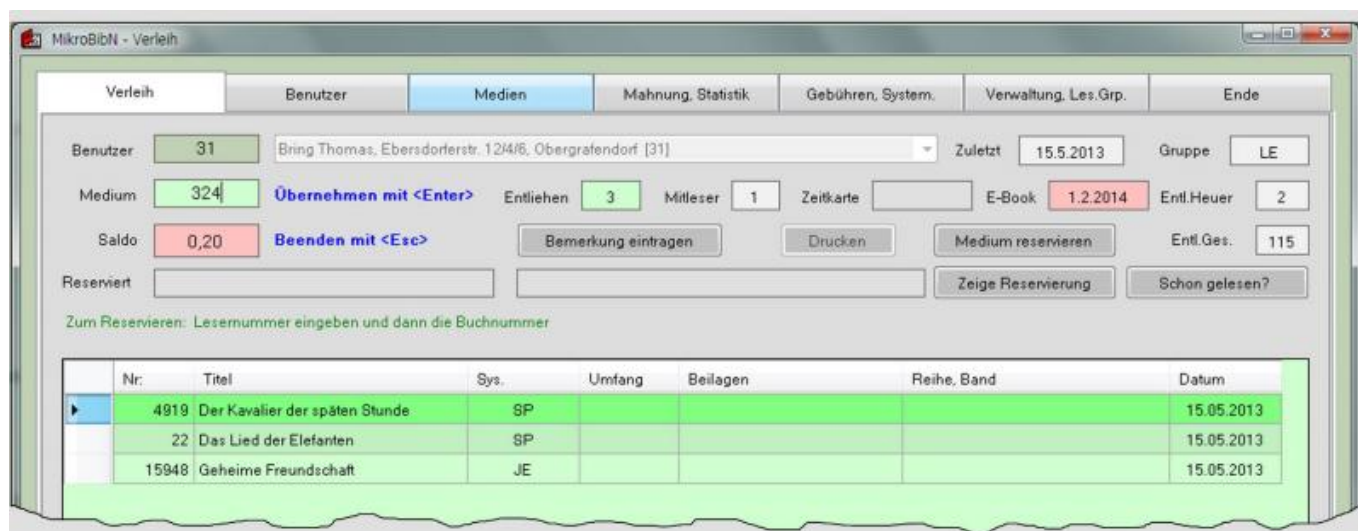 MikroBibN - Verleih
Verleih Benutzer Medien Mahnung, Statistik Gebühren, System. Verwaltung, Les.Grp. Ende
Benutzer 31 Bring Thomas, Ebersdorferstr. 12/4/6, Obergrafendorf [31] Zuletzt 15.5.2013 Gruppe LE
Medium 324 Übernehmen mit <Enter> Entliehen 3 Mitleser 1 Zeitkarte E-Book 1.2.2014 Entl.Heuer 2
Saldo 0,20 Beenden mit <Esc> Bemerkung eintragen Drucken Medium reservieren Entl.Ges. 115
Reserviert Zeige Reservierung Schon gelesen?
Zum Reservieren: Lesernummer eingeben und dann die Buchnummer
Nr: Titel Sys. Umfang Beilagen Reihe, Band Datum
4919 Der Kavalier der späten Stunde SP 15.05.2013
22 Das Lied der Elefanten SP 15.05.2013
15948 Geheime Freundschaft JE 15.05.2013